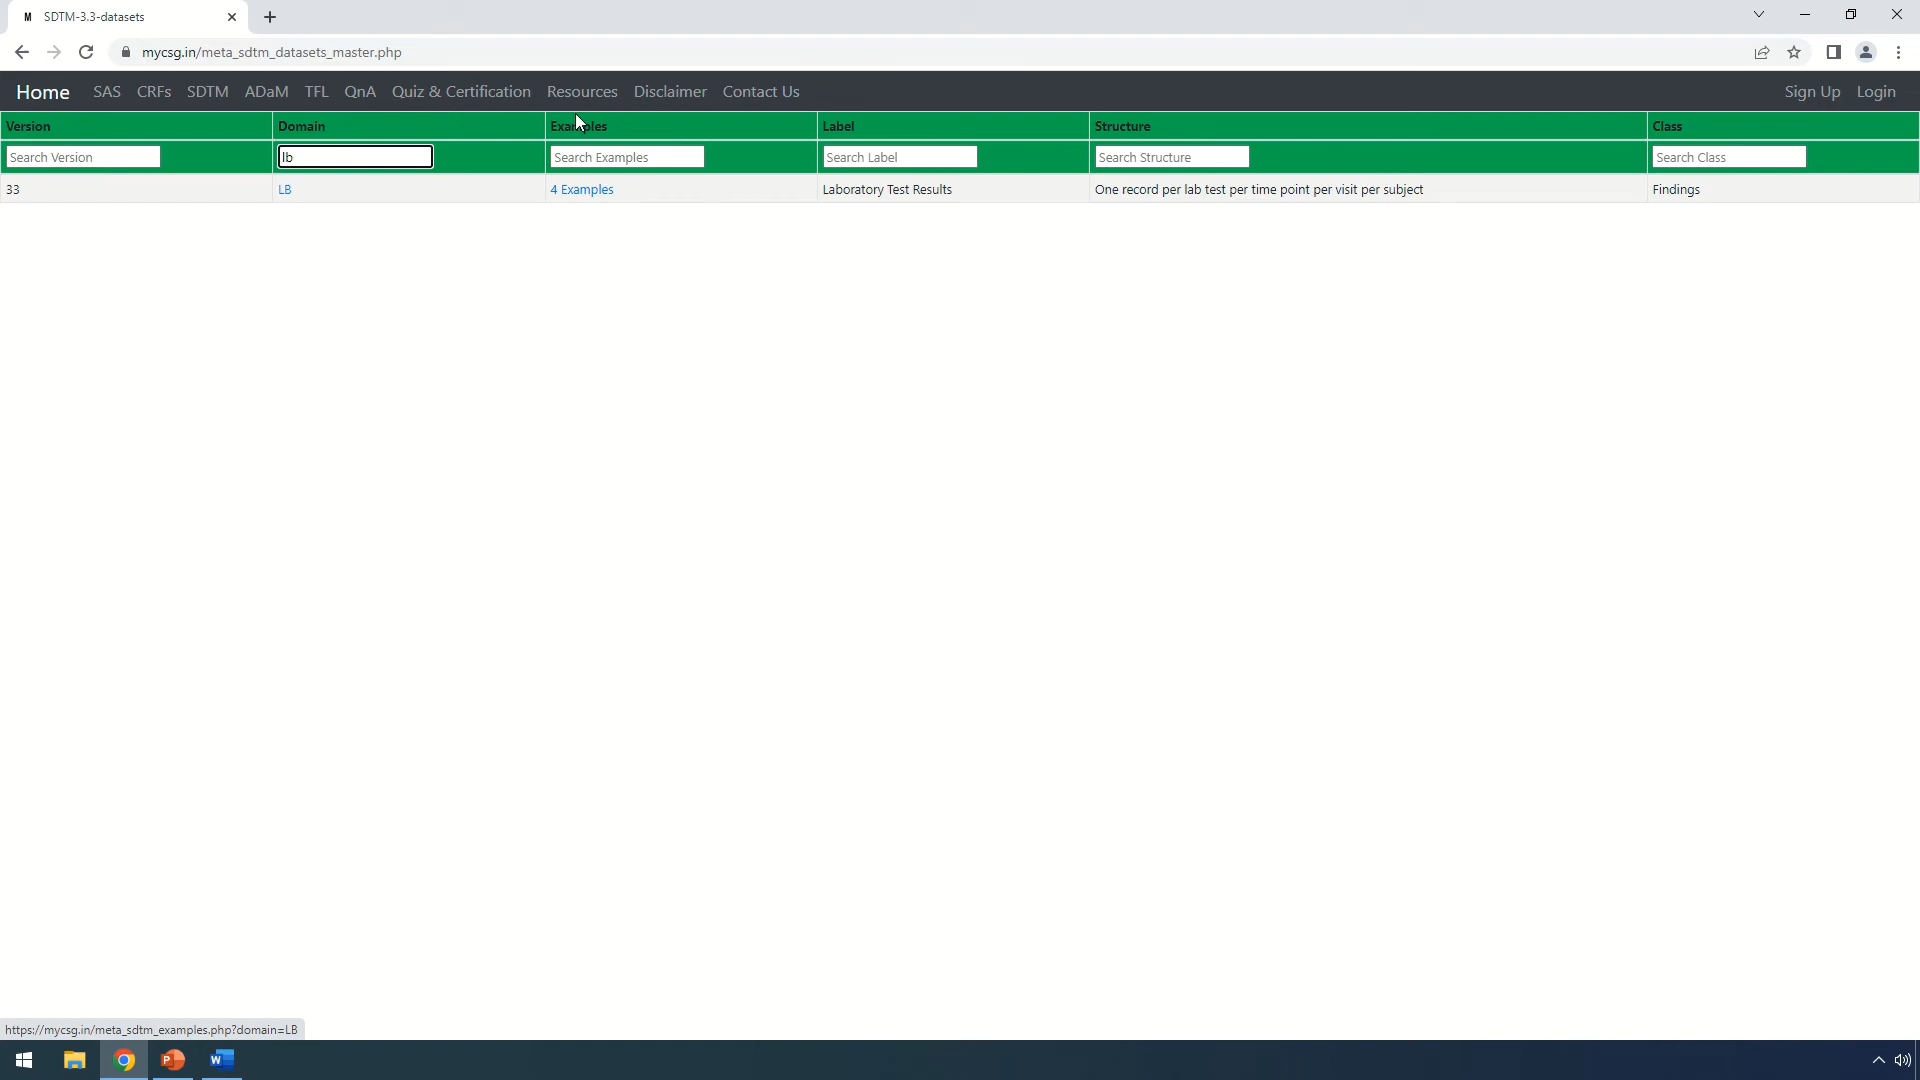 M SDTM-3.3-datasets
mycsg.in/meta_sdtm_datasets_master.php
Home SAS CRFs SDTM ADaM TFL QnA Quiz & Certification Resources Disclaimer Contact Us Sign Up Login
Version Domain Examples Label Structure Class
Search Version lb Search Examples Search Label Search Structure Search Class
33 LB 4 Examples Laboratory Test Results One record per lab test per time point per visit per subject Findings
https://mycsg.in/meta_sdtm_examples.php?domain=LB
P W